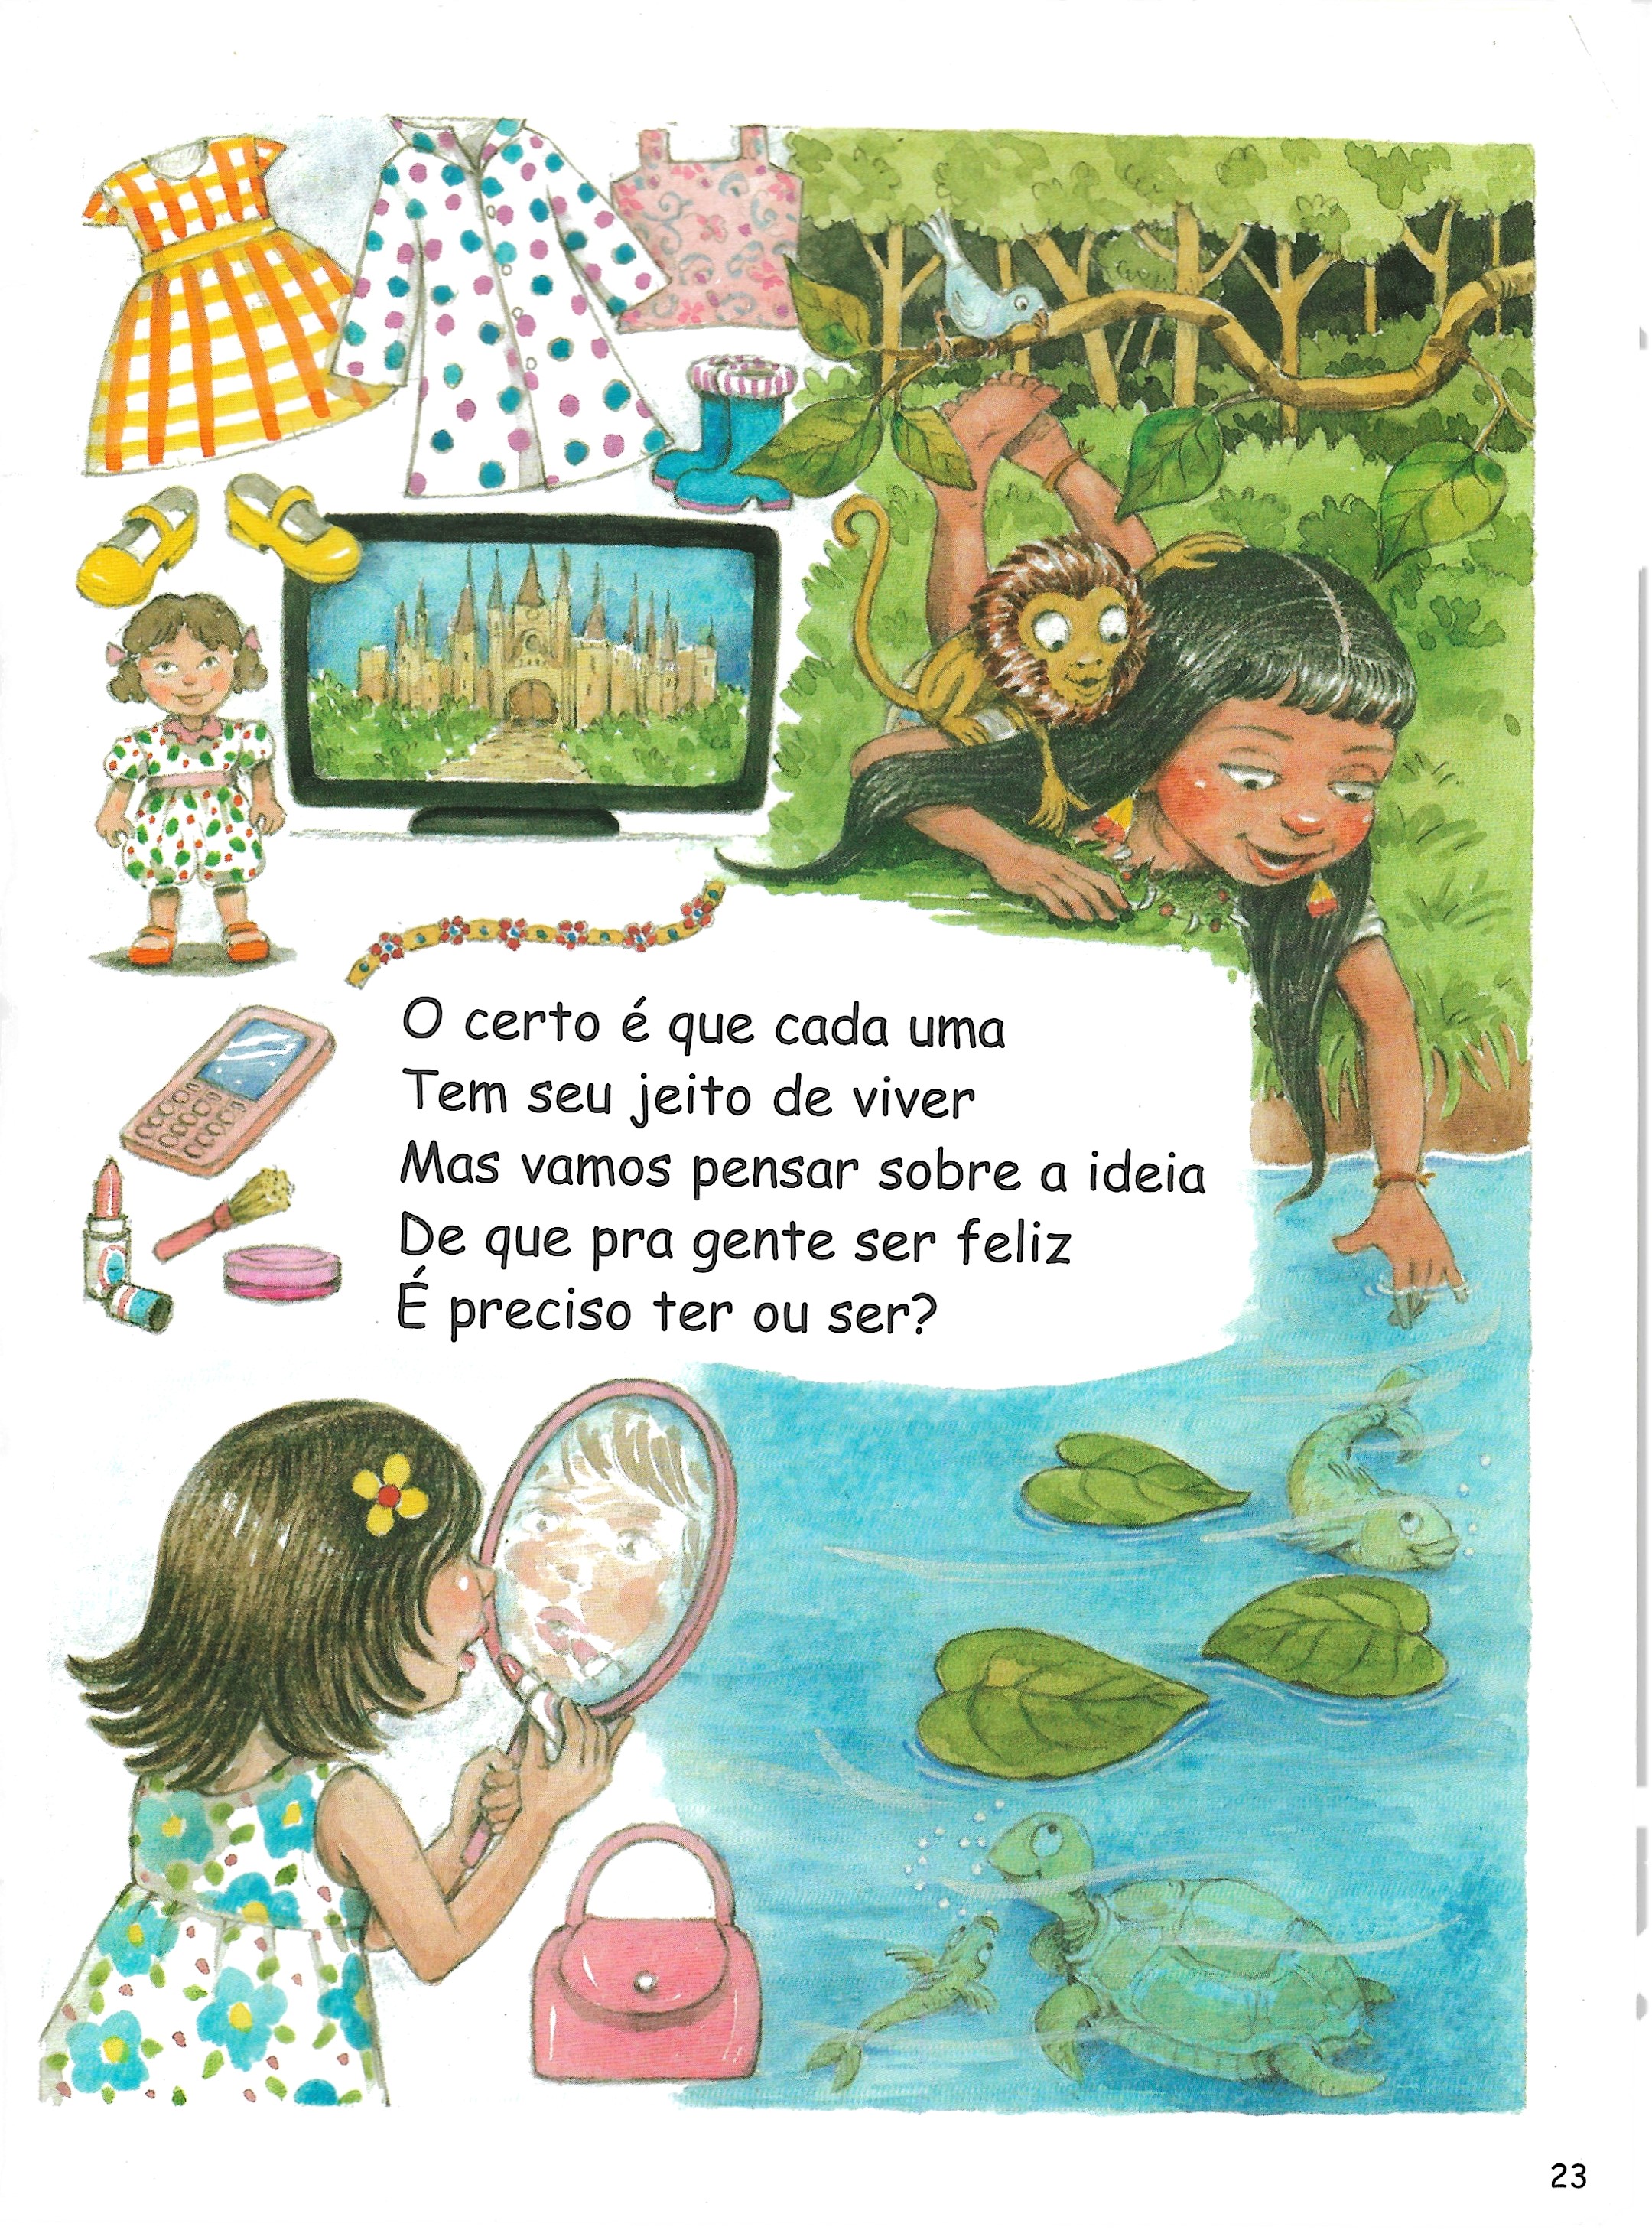 O certo é que cada uma
Tem seu jeito de viver
Mas vamos pensar sobre a ideia
De que pra gente ser feliz
É preciso ter ou ser?
23